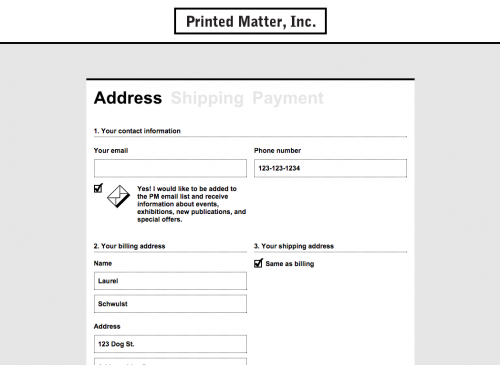 Printed Matter, Inc.
Address Shipping Payment
1. Your contact information
Your email
Phone number
123-123-1234
Yes! I would like to be added to
the PM email list and receive
information about events,
exhibitions, new publications, and
special offers.
2. Your billing address
3. Your shipping address
Name
Same as billing
Laurel
Schwulst
Address
123 Dog St.